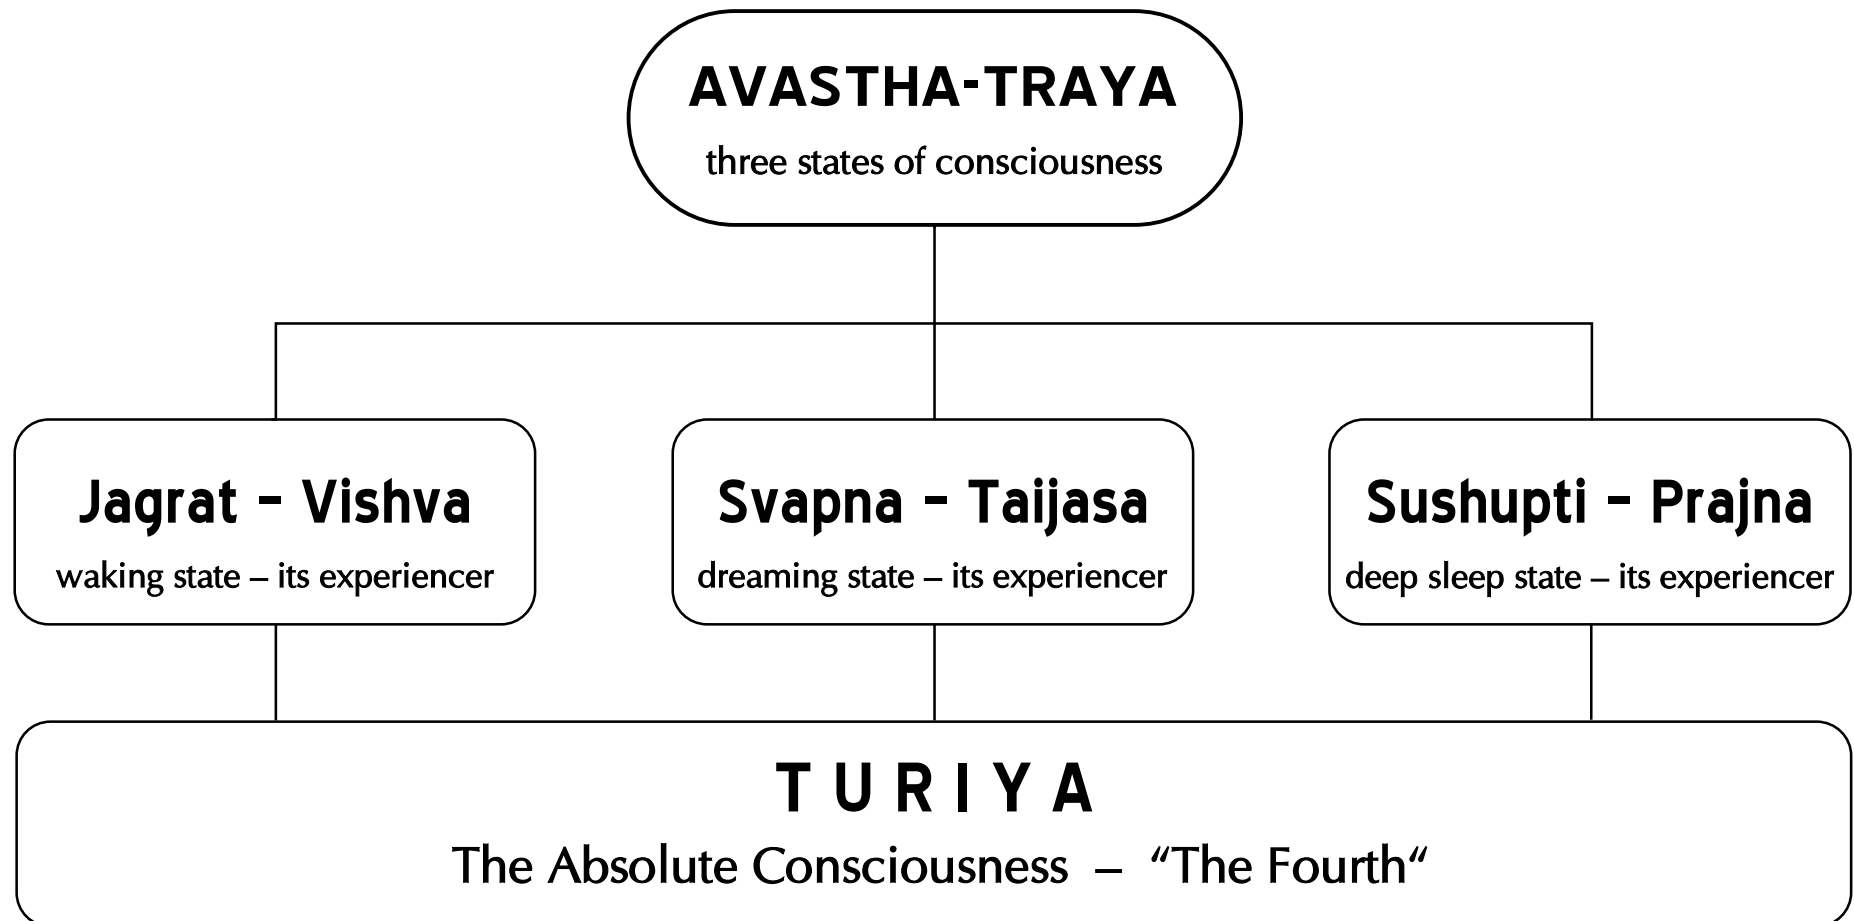 AVASTHA-TRAYA
three states of consciousness
Jagrat - Vishva
waking state – its experiencer
Svapna - Taijasa
dreaming state – its experiencer
Sushupti - Prajna
deep sleep state – its experiencer
TURIYA
The Absolute Consciousness – “The Fourth“